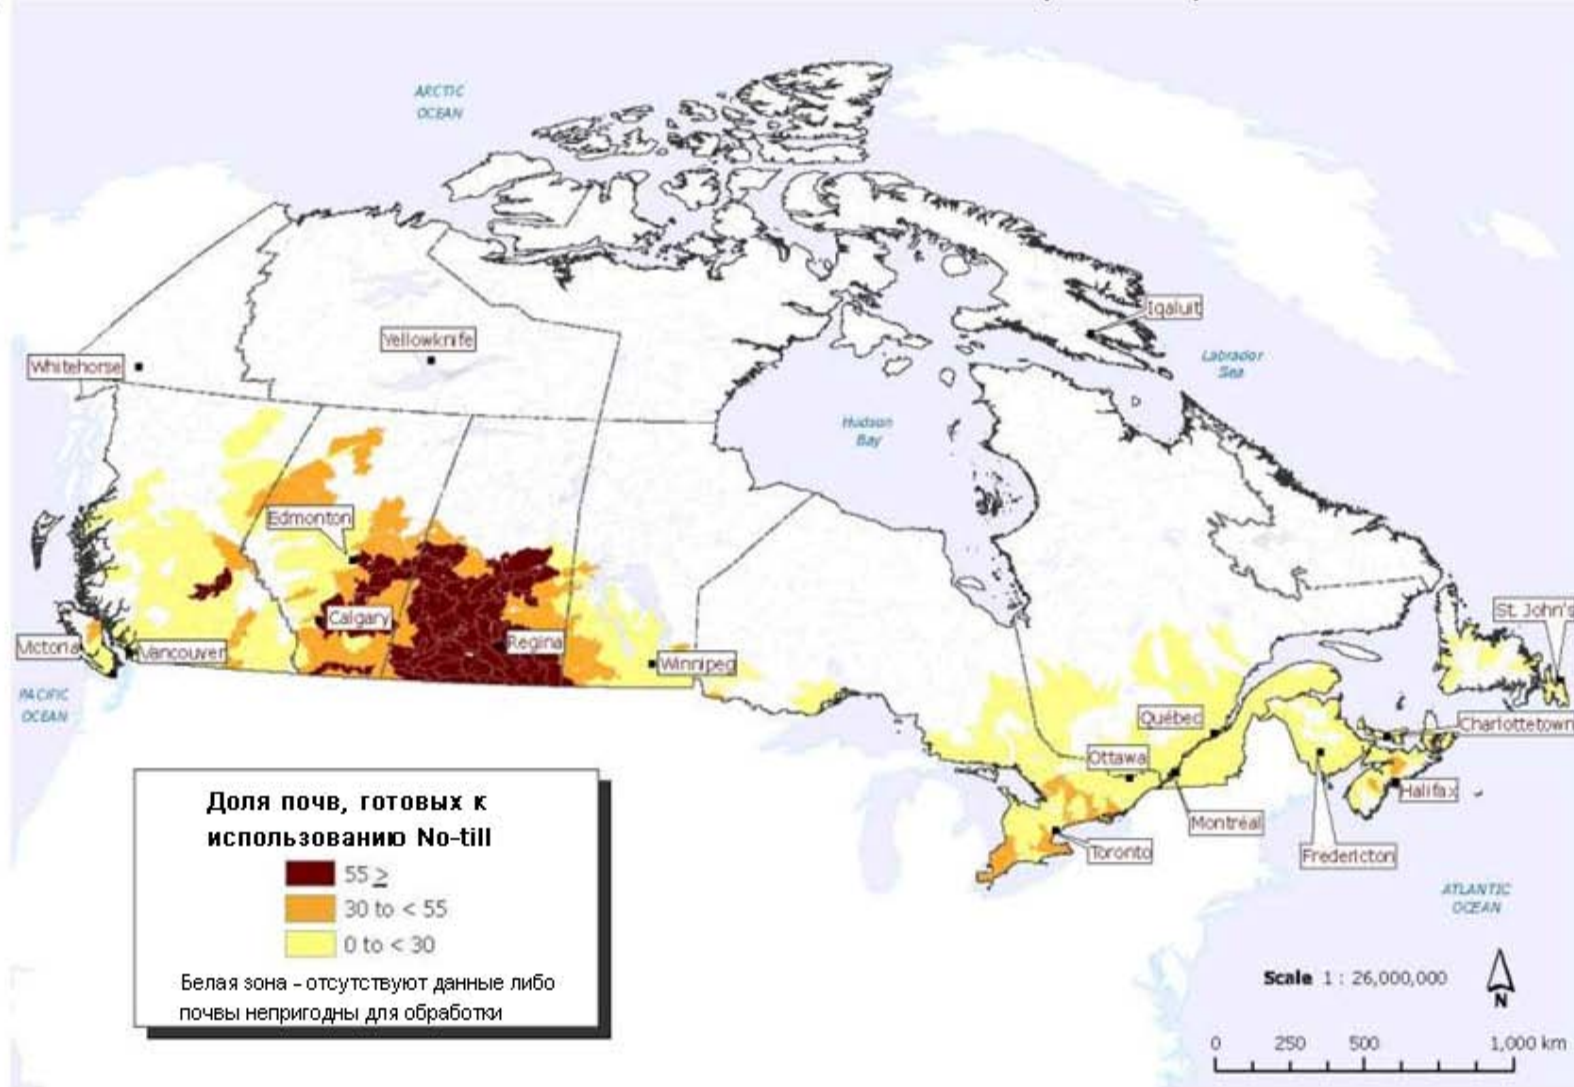 ARCTIC
OCEAN
Iqaluit
Labrador
Sea
Yellowknife
Whitehorse
Hudson
Bay
Edmonton
Calgary
Regina
Victoria
Vancouver
Winnipeg
St. John's
PACIFIC
OCEAN
Québec
Charlottetown
Ottawa
Halifax
Montréal
Toronto
Fredericton
ATLANTIC
OCEAN
Доля почв, готовых к
использованию No-till
55 ≥
30 to < 55
0 to < 30
Белая зона - отсутствуют данные либо
почвы непригодны для обработки
Scale 1 : 26,000,000
N
0 250 500 1,000 km